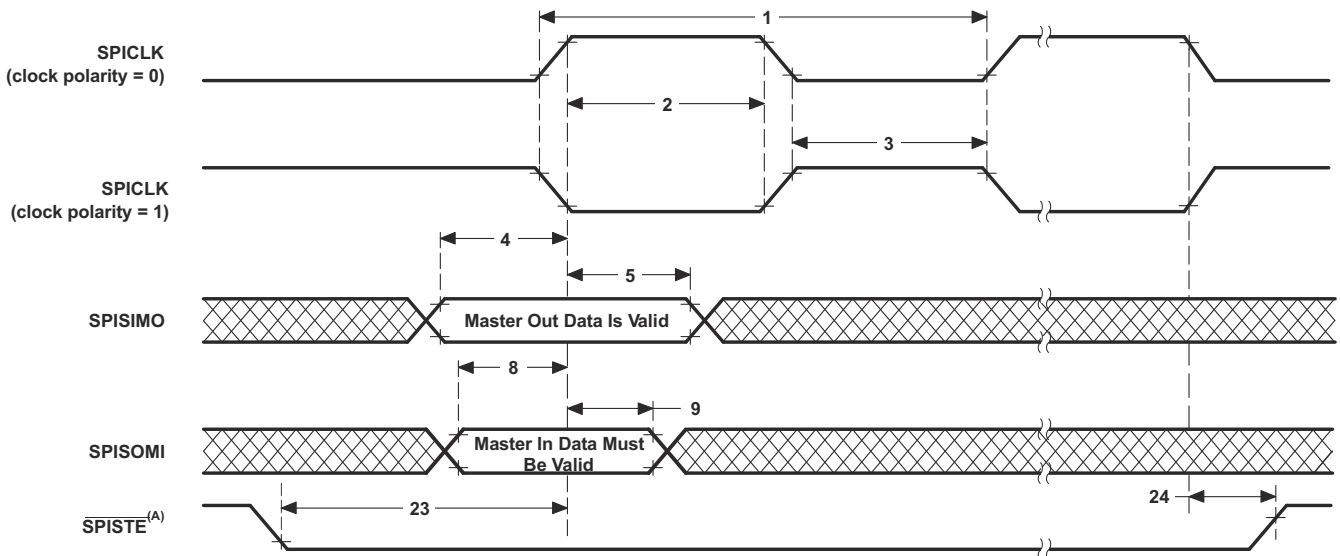 1
SPICLK
(clock polarity = 0)
2
3
SPICLK
(clock polarity = 1)
4
5
SPISIMO
Master Out Data Is Valid
8
9
SPISOMI
Master In Data Must
Be Valid
23
24
SPISTE(A)